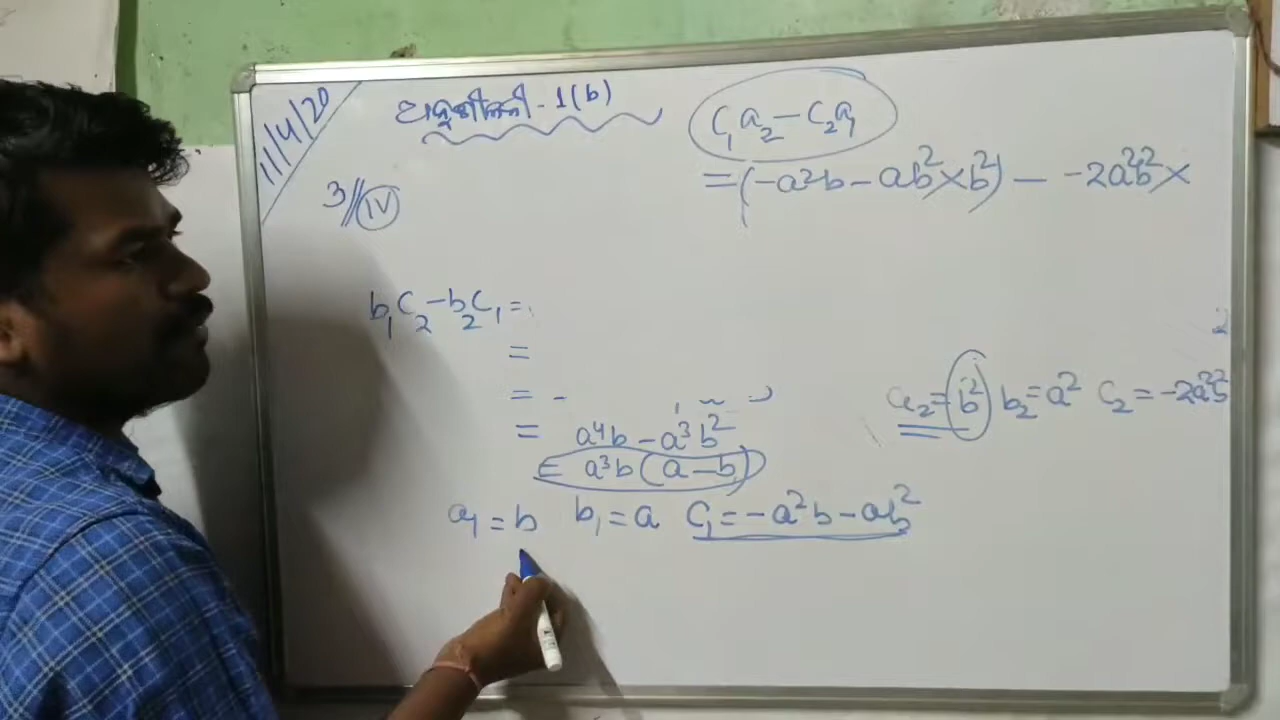 11/4/20
ଅନୁଶୀଳନୀ - 1(b)
C₁a₂ - C₂a₁
3// (iv)
= (-a²b - ab² × b²) - -2a²b² ×
b₁C₂ - b₂C₁ =
=
= -
= a⁴b - a³b²
= a³b (a - b)
a₂ = b² b₂ = a² C₂ = -2a²b²
a₁ = b b₁ = a C₁ = -a²b - ab²